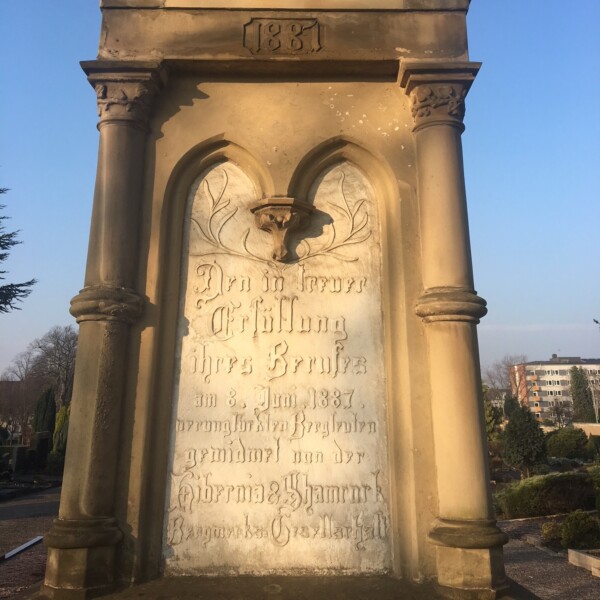 1887
Den in treuer
Erfüllung
ihres Berufes
am 8. Juni 1887
verunglückten Bergleuten
gewidmet von der
Hibernia & Shamrock
Bergwerks Gesellschaft